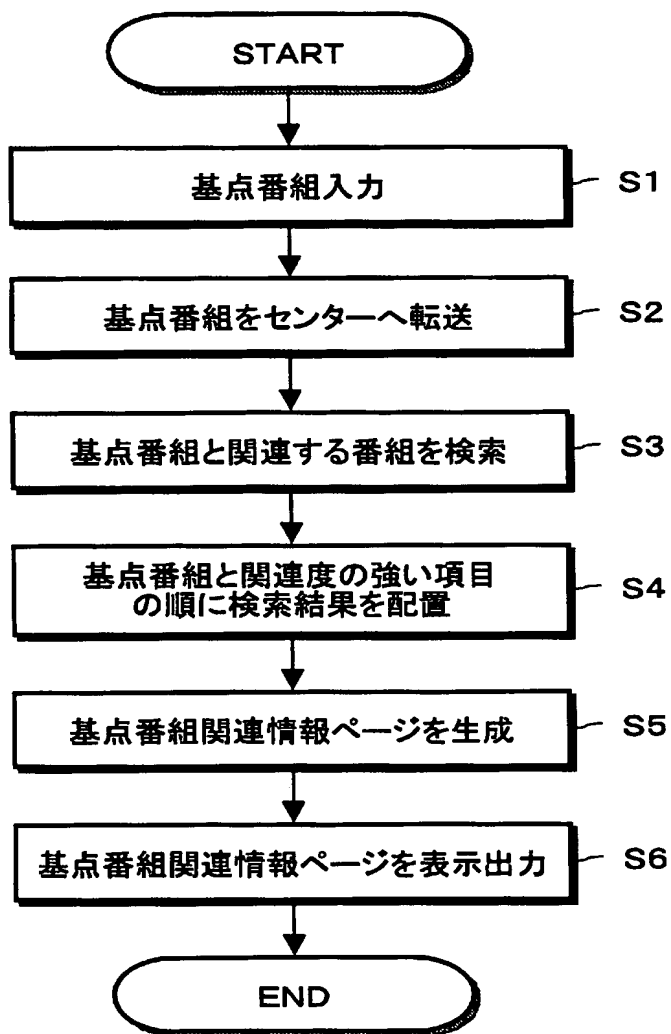 START
基点番組入力
S1
基点番組をセンターへ転送
S2
基点番組と関連する番組を検索
S3
基点番組と関連度の強い項目
の順に検索結果を配置
S4
基点番組関連情報ページを生成
S5
基点番組関連情報ページを表示出力
S6
END